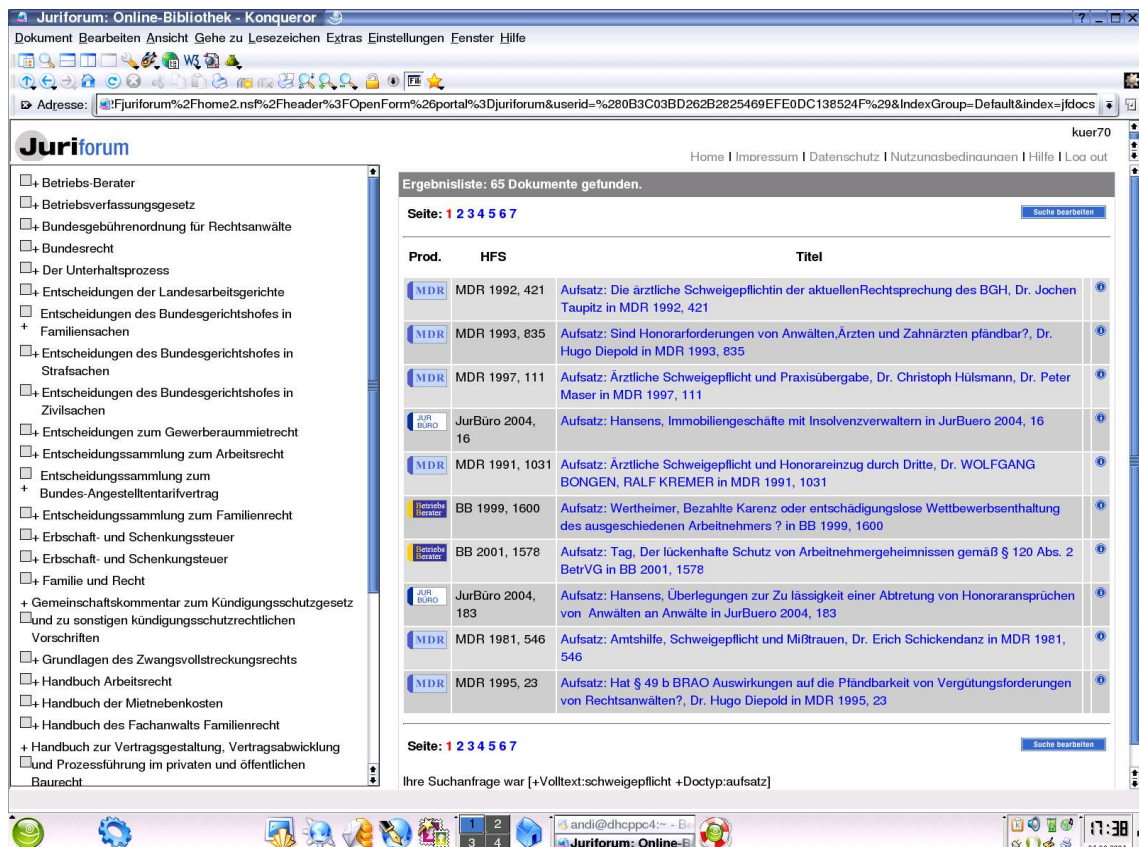 Juriforum: Online-Bibliothek - Konqueror
Dokument Bearbeiten Ansicht Gehe zu Lesezeichen Extras Einstellungen Fenster Hilfe
Adresse: 2Fjuriforum%2Fhome2.nsf%2Fheader%3FOpenForm%26portal%3Djuriforum&userid=%280B3C03BD262B2825469EFE0DC138524F%29&IndexGroup=Default&index=jfdocs
Juriforum
kuer70
Home I Impressum I Datenschutz I Nutzungsbedingungen I Hilfe I Log out
+ Betriebs-Berater
+ Betriebsverfassungsgesetz
+ Bundesgebührenordnung für Rechtsanwälte
+ Bundesrecht
+ Der Unterhaltsprozess
+ Entscheidungen der Landesarbeitsgerichte
Entscheidungen des Bundesgerichtshofes in
+ Familiensachen
+ Entscheidungen des Bundesgerichtshofes in
Strafsachen
+ Entscheidungen des Bundesgerichtshofes in
Zivilsachen
+ Entscheidungen zum Gewerberaummietrecht
+ Entscheidungssammlung zum Arbeitsrecht
Entscheidungssammlung zum
+ Bundes-Angestelltentarifvertrag
+ Entscheidungssammlung zum Familienrecht
+ Erbschaft- und Schenkungssteuer
+ Erbschaft- und Schenkungssteuer
+ Familie und Recht
+ Gemeinschaftskommentar zum Kündigungsschutzgesetz
und zu sonstigen kündigungsschutzrechtlichen
Vorschriften
+ Grundlagen des Zwangsvollstreckungsrechts
+ Handbuch Arbeitsrecht
+ Handbuch der Mietnebenkosten
+ Handbuch des Fachanwalts Familienrecht
+ Handbuch zur Vertragsgestaltung, Vertragsabwicklung
und Prozessführung im privaten und öffentlichen
Baurecht
Ergebnisliste: 65 Dokumente gefunden.
Seite: 1 2 3 4 5 6 7
Suche bearbeiten
Prod. HFS Titel
MDR MDR 1992, 421 Aufsatz: Die ärztliche Schweigepflichtin der aktuellenRechtsprechung des BGH, Dr. Jochen
Taupitz in MDR 1992, 421
MDR MDR 1993, 835 Aufsatz: Sind Honorarforderungen von Anwälten,Ärzten und Zahnärzten pfändbar?, Dr.
Hugo Diepold in MDR 1993, 835
MDR MDR 1997, 111 Aufsatz: Ärztliche Schweigepflicht und Praxisübergabe, Dr. Christoph Hülsmann, Dr. Peter
Maser in MDR 1997, 111
JUR BÜRO JurBüro 2004, Aufsatz: Hansens, Immobiliengeschäfte mit Insolvenzverwaltern in JurBuero 2004, 16
16
MDR MDR 1991, 1031 Aufsatz: Ärztliche Schweigepflicht und Honorareinzug durch Dritte, Dr. WOLFGANG
BONGEN, RALF KREMER in MDR 1991, 1031
Betriebs Berater BB 1999, 1600 Aufsatz: Wertheimer, Bezahlte Karenz oder entschädigungslose Wettbewerbsenthaltung
des ausgeschiedenen Arbeitnehmers ? in BB 1999, 1600
Betriebs Berater BB 2001, 1578 Aufsatz: Tag, Der lückenhafte Schutz von Arbeitnehmergeheimnissen gemäß § 120 Abs. 2
BetrVG in BB 2001, 1578
JUR BÜRO JurBüro 2004, Aufsatz: Hansens, Überlegungen zur Zu lässigkeit einer Abtretung von Honoraransprüchen
183 von Anwälten an Anwälte in JurBuero 2004, 183
MDR MDR 1981, 546 Aufsatz: Amtshilfe, Schweigepflicht und Mißtrauen, Dr. Erich Schickendanz in MDR 1981,
546
MDR MDR 1995, 23 Aufsatz: Hat § 49 b BRAO Auswirkungen auf die Pfändbarkeit von Vergütungsforderungen
von Rechtsanwälten?, Dr. Hugo Diepold in MDR 1995, 23
Seite: 1 2 3 4 5 6 7
Suche bearbeiten
Ihre Suchanfrage war [+Volltext:schweigepflicht +Doctyp:aufsatz]
1 2
3 4
andi@dhcppc4:~ - Be
Juriforum: Online-B
17:38